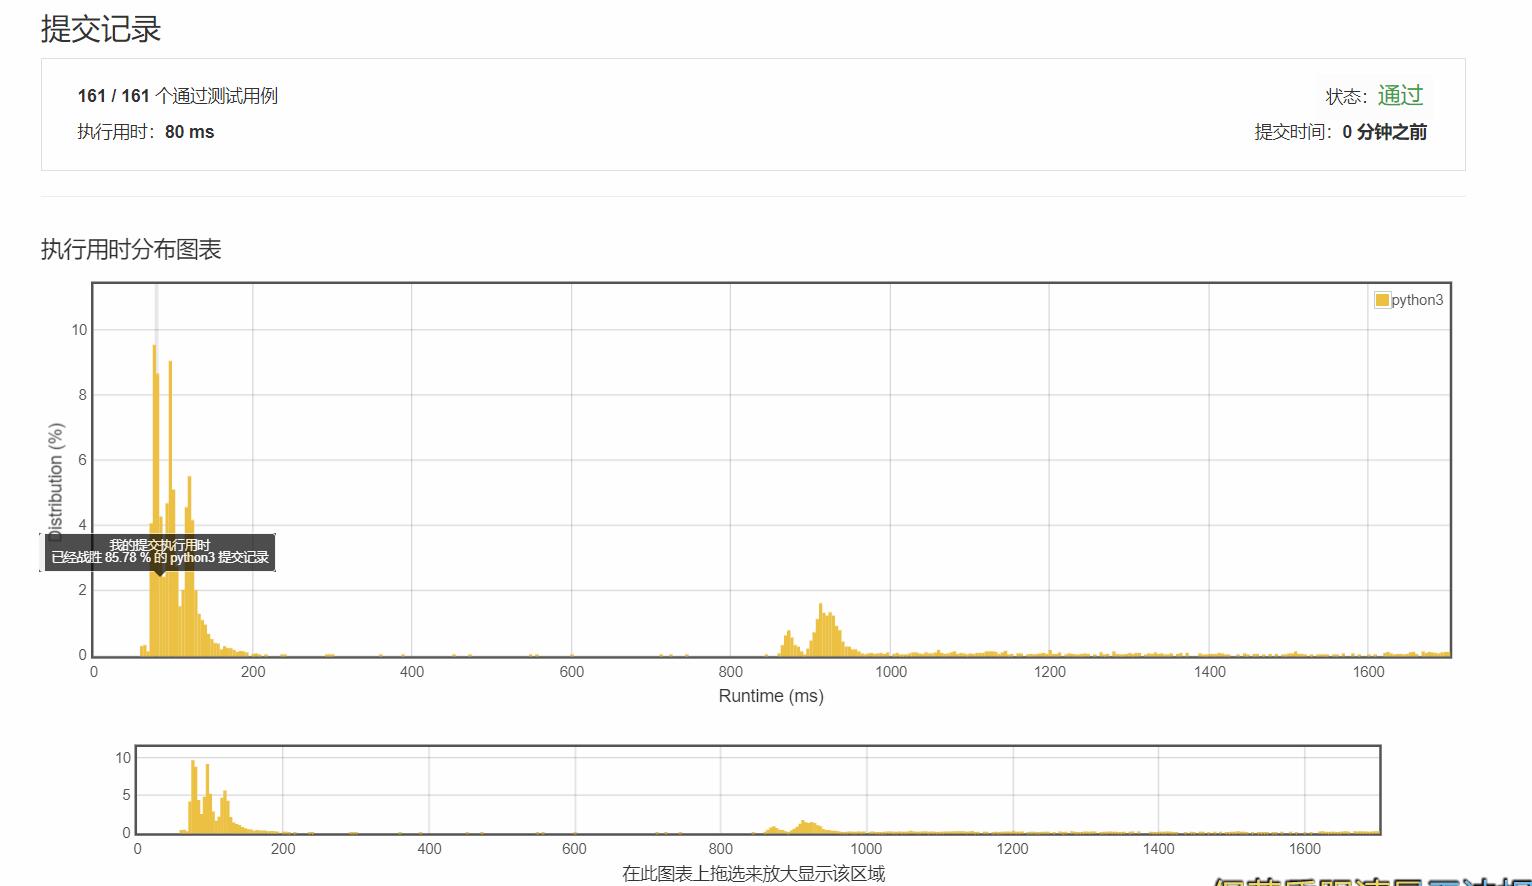 提交记录
161 / 161 个通过测试用例
状态：通过
执行用时：80 ms
提交时间：0 分钟之前
执行用时分布图表
python3
10
8
6
4
2
0
Distribution (%)
我的提交执行用时
已经战胜 85.78 % 的 python3 提交记录
0 200 400 600 800 1000 1200 1400 1600
Runtime (ms)
10
5
0
0 200 400 600 800 1000 1200 1400 1600
在此图表上拖选来放大显示该区域